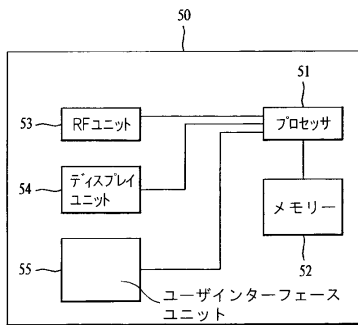 50
51
53
RFユニット
プロセッサ
54
ディスプレイ
ユニット
メモリー
55
52
ユーザインターフェース
ユニット